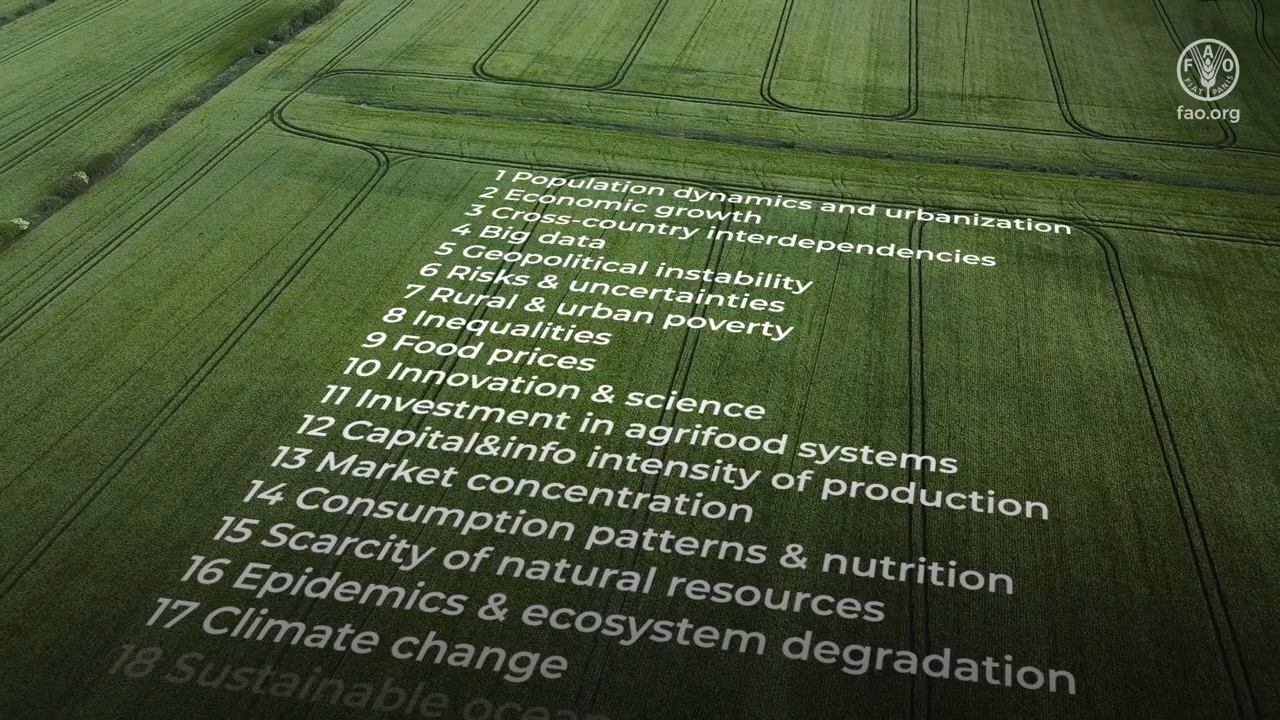 FAO
FIAT PANIS
fao.org
1 Population dynamics and urbanization
2 Economic growth
3 Cross-country interdependencies
4 Big data
5 Geopolitical instability
6 Risks & uncertainties
7 Rural & urban poverty
8 Inequalities
9 Food prices
10 Innovation & science
11 Investment in agrifood systems
12 Capital&info intensity of production
13 Market concentration
14 Consumption patterns & nutrition
15 Scarcity of natural resources
16 Epidemics & ecosystem degradation
17 Climate change
18 Sustainable